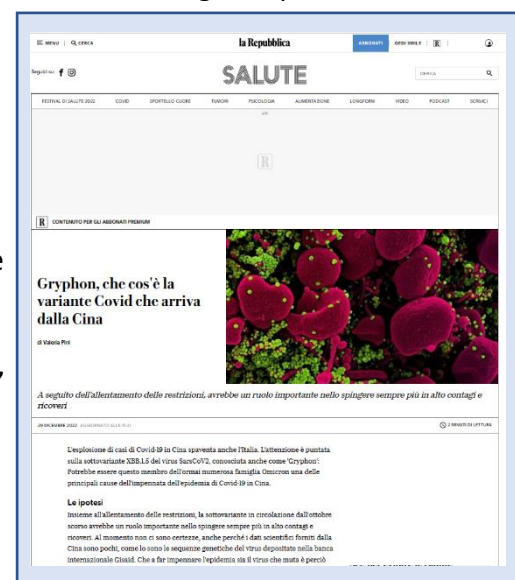 e
,
MENU | CERCA
la Repubblica
ABBONATI
GEDI SMILE
R
Seguici su:
SALUTE
CERCA
FESTIVAL DI SALUTE 2022 COVID SPORTELLO CUORE TUMORI PSICOLOGIA ALIMENTAZIONE LONGFORM VIDEO PODCAST SCRIVICI
R
R CONTENUTO PER GLI ABBONATI PREMIUM
Gryphon, che cos'è la
variante Covid che arriva
dalla Cina
di Valeria Pini
A seguito dell'allentamento delle restrizioni, avrebbe un ruolo importante nello spingere sempre più in alto contagi e
ricoveri
29 DICEMBRE 2022
2 MINUTI DI LETTURA
L'esplosione di casi di Covid-19 in Cina spaventa anche l'Italia. L'attenzione è puntata
sulla sottovariante XBB.1.5 del virus SarsCoV2, conosciuta anche come 'Gryphon':
Potrebbe essere questo membro dell'ormai numerosa famiglia Omicron una delle
principali cause dell'impennata dell'epidemia di Covid-19 in Cina.
Le ipotesi
Insieme all'allentamento delle restrizioni, la sottovariante in circolazione dall'ottobre
scorso avrebbe un ruolo importante nello spingere sempre più in alto contagi e
ricoveri. Al momento non ci sono certezze, anche perché i dati scientifici forniti dalla
Cina sono pochi, come lo sono le sequenze genetiche del virus depositate nella banca
internazionale Gisaid. Che a far impennare l'epidemia sia il virus che muta è perciò